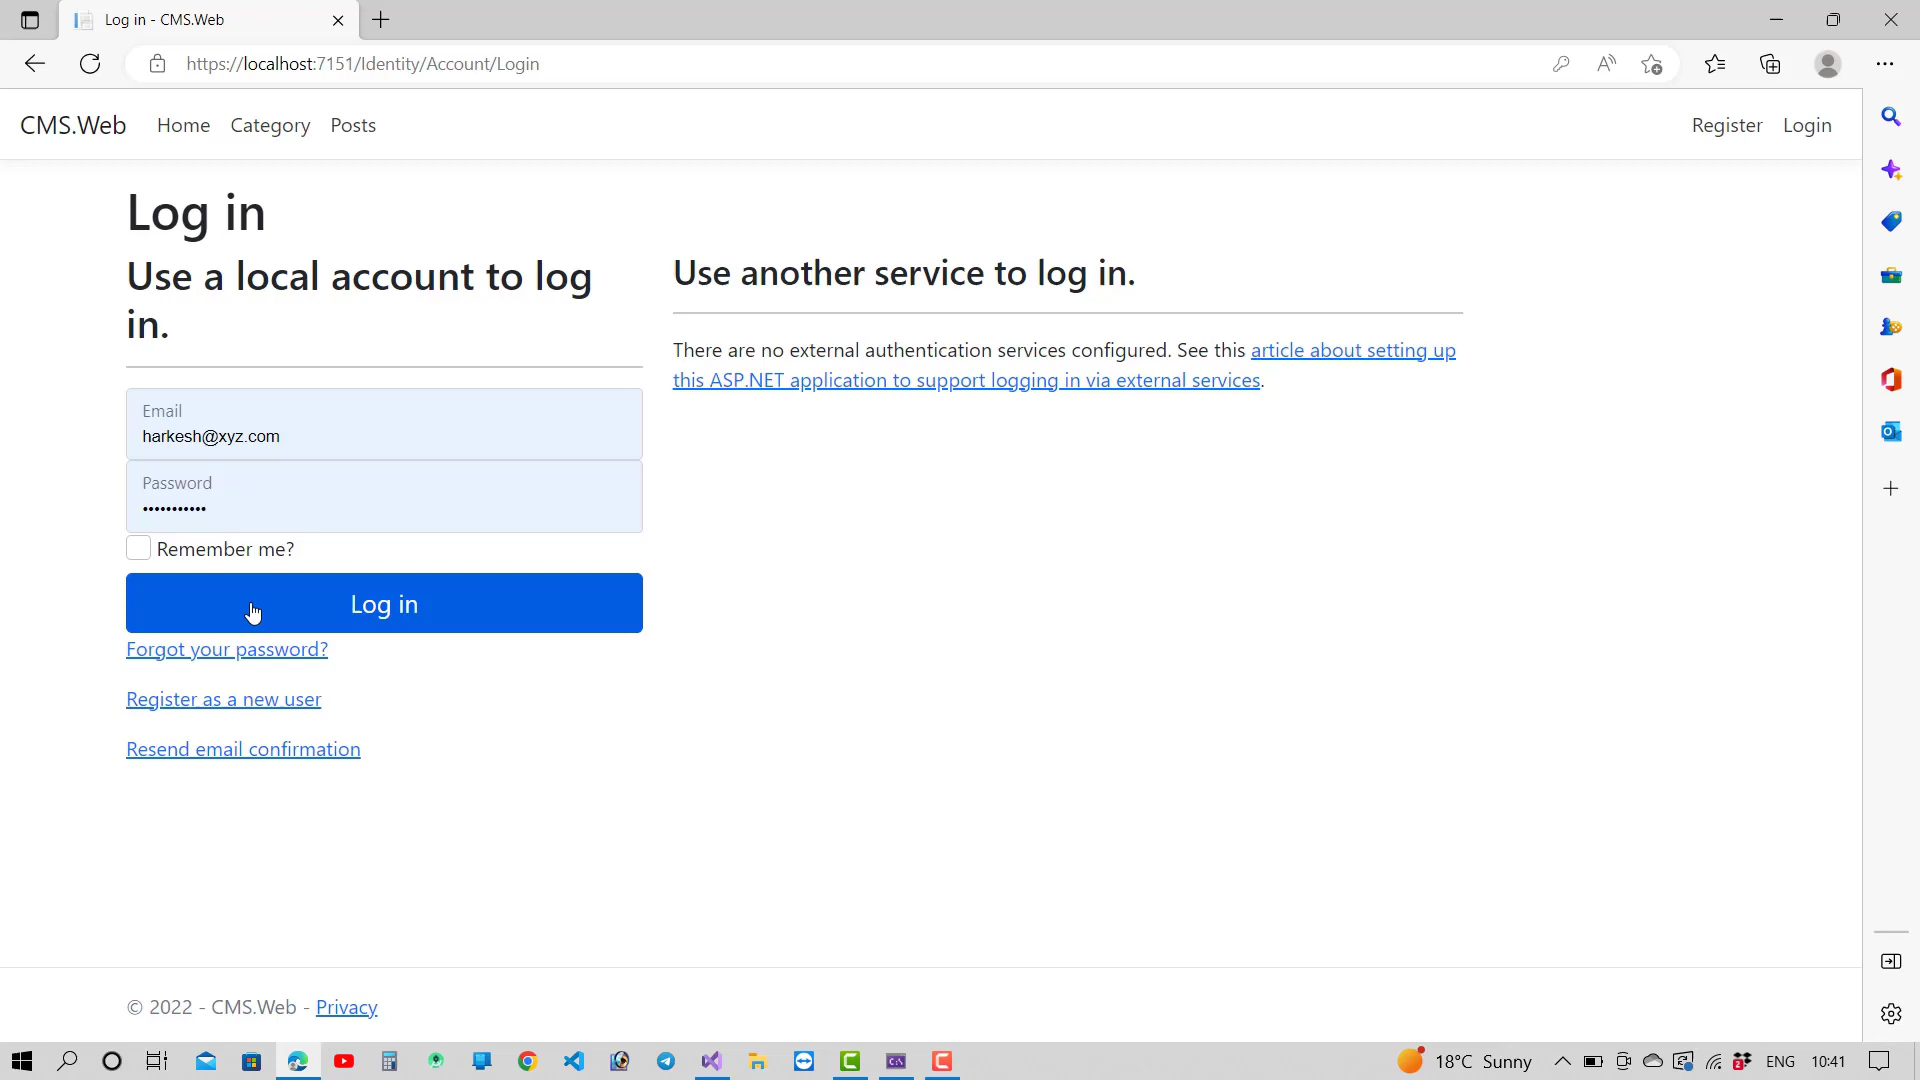 Log in - CMS.Web
https://localhost:7151/Identity/Account/Login
CMS.Web Home Category Posts Register Login
Log in
Use a local account to log
in.
Use another service to log in.
There are no external authentication services configured. See this article about setting up
this ASP.NET application to support logging in via external services.
Email
harkesh@xyz.com
Password
Remember me?
Log in
Forgot your password?
Register as a new user
Resend email confirmation
© 2022 - CMS.Web - Privacy
18°C Sunny ENG 10:41